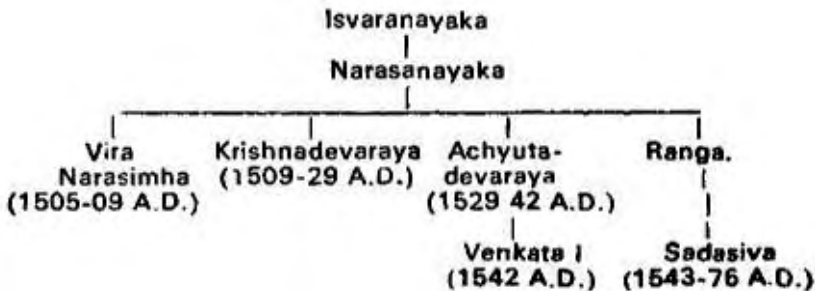 Isvaranayaka
Narasanayaka
Vira Krishnadevaraya Achyuta- Ranga.
Narasimha (1509-29 A.D.) devaraya
(1505-09 A.D.) (1529 42 A.D.)
Venkata I Sadasiva
(1542 A.D.) (1543-76 A.D.)